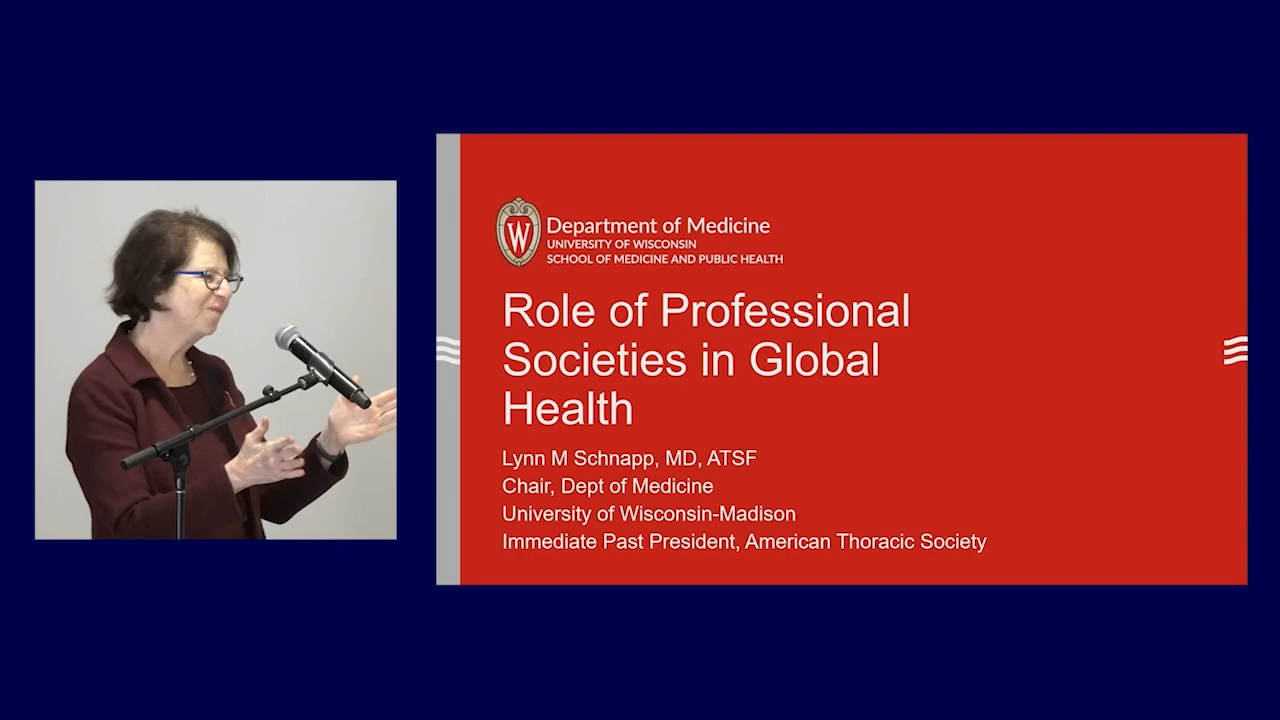 W
Department of Medicine
UNIVERSITY OF WISCONSIN
SCHOOL OF MEDICINE AND PUBLIC HEALTH
Role of Professional
Societies in Global
Health
Lynn M Schnapp, MD, ATSF
Chair, Dept of Medicine
University of Wisconsin-Madison
Immediate Past President, American Thoracic Society